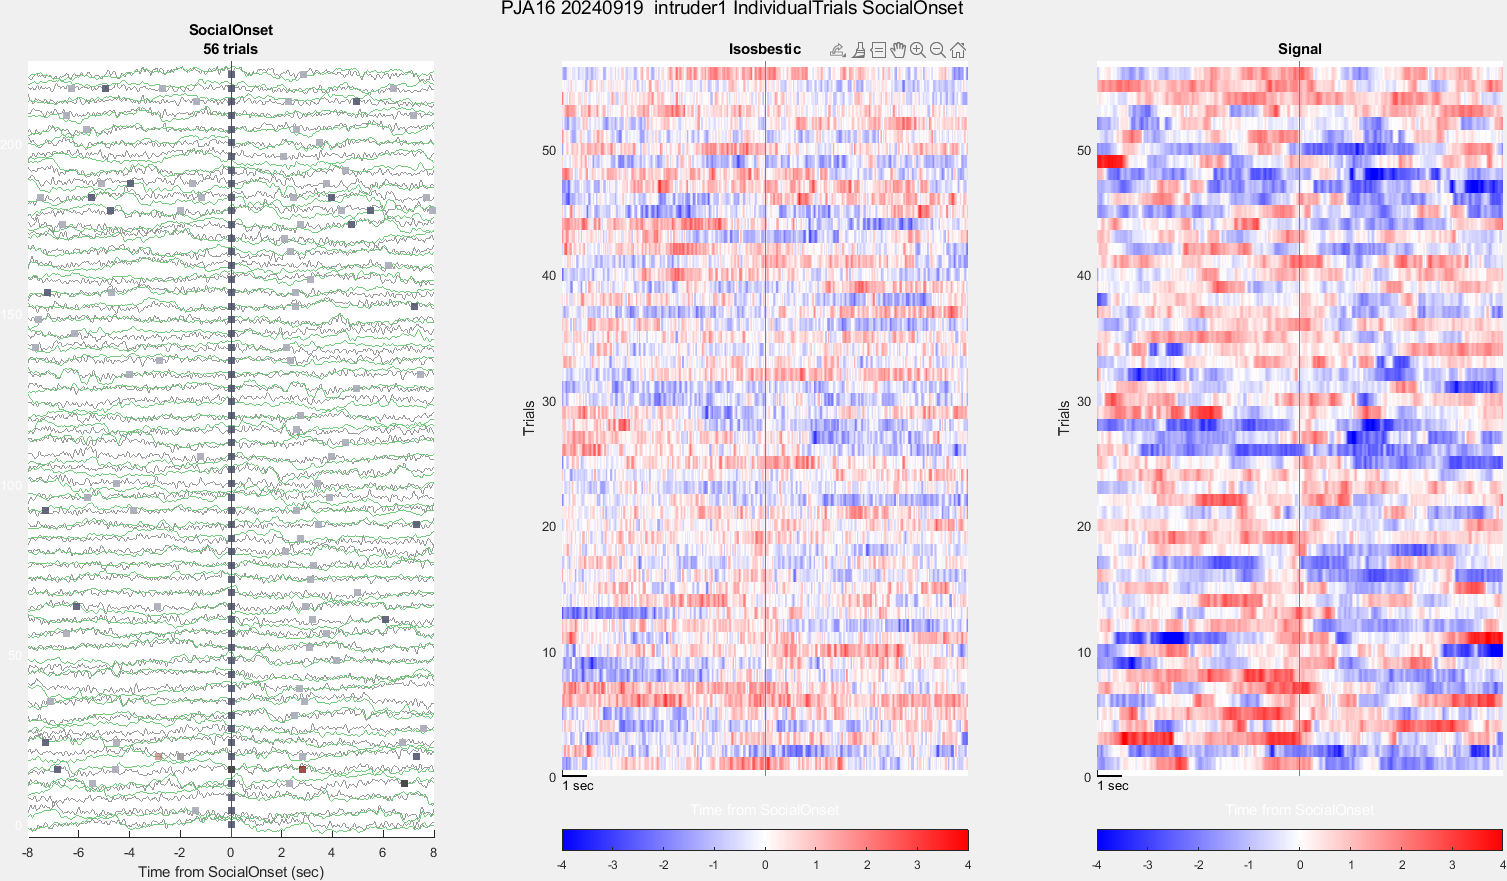 PJA16 20240919 intruder1 IndividualTrials SocialOnset
SocialOnset
56 trials
200
150
100
50
0
-8 -6 -4 -2 0 2 4 6 8
Time from SocialOnset (sec)
Isosbestic
Trials
50
40
30
20
10
0
1 sec
Time from SocialOnset
-4 -3 -2 -1 0 1 2 3 4
Signal
Trials
50
40
30
20
10
0
1 sec
Time from SocialOnset
-4 -3 -2 -1 0 1 2 3 4